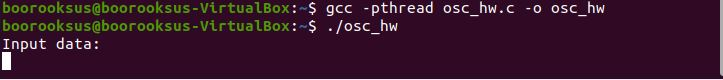 boorooksus@boorooksus-VirtualBox:~$ gcc -pthread osc_hw.c -o osc_hw
boorooksus@boorooksus-VirtualBox:~$ ./osc_hw
Input data: